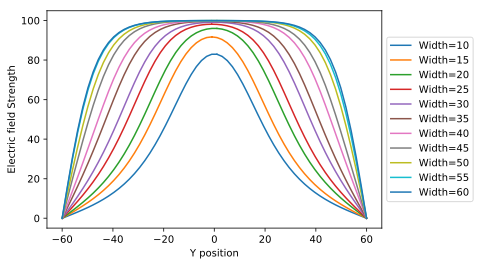 100
80
60
40
20
0
Electric field Strength
−60
−40
−20
0
20
40
60
Y position
Width=10
Width=15
Width=20
Width=25
Width=30
Width=35
Width=40
Width=45
Width=50
Width=55
Width=60